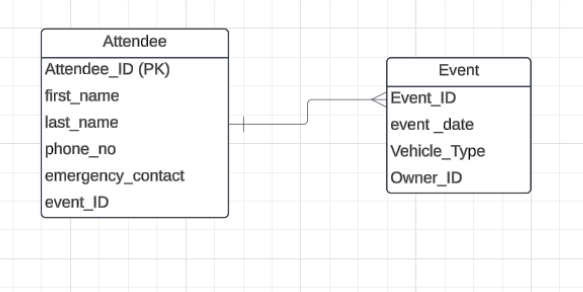 Attendee
Attendee_ID (PK)
first_name
last_name
phone_no
emergency_contact
event_ID
Event
Event_ID
event _date
Vehicle_Type
Owner_ID